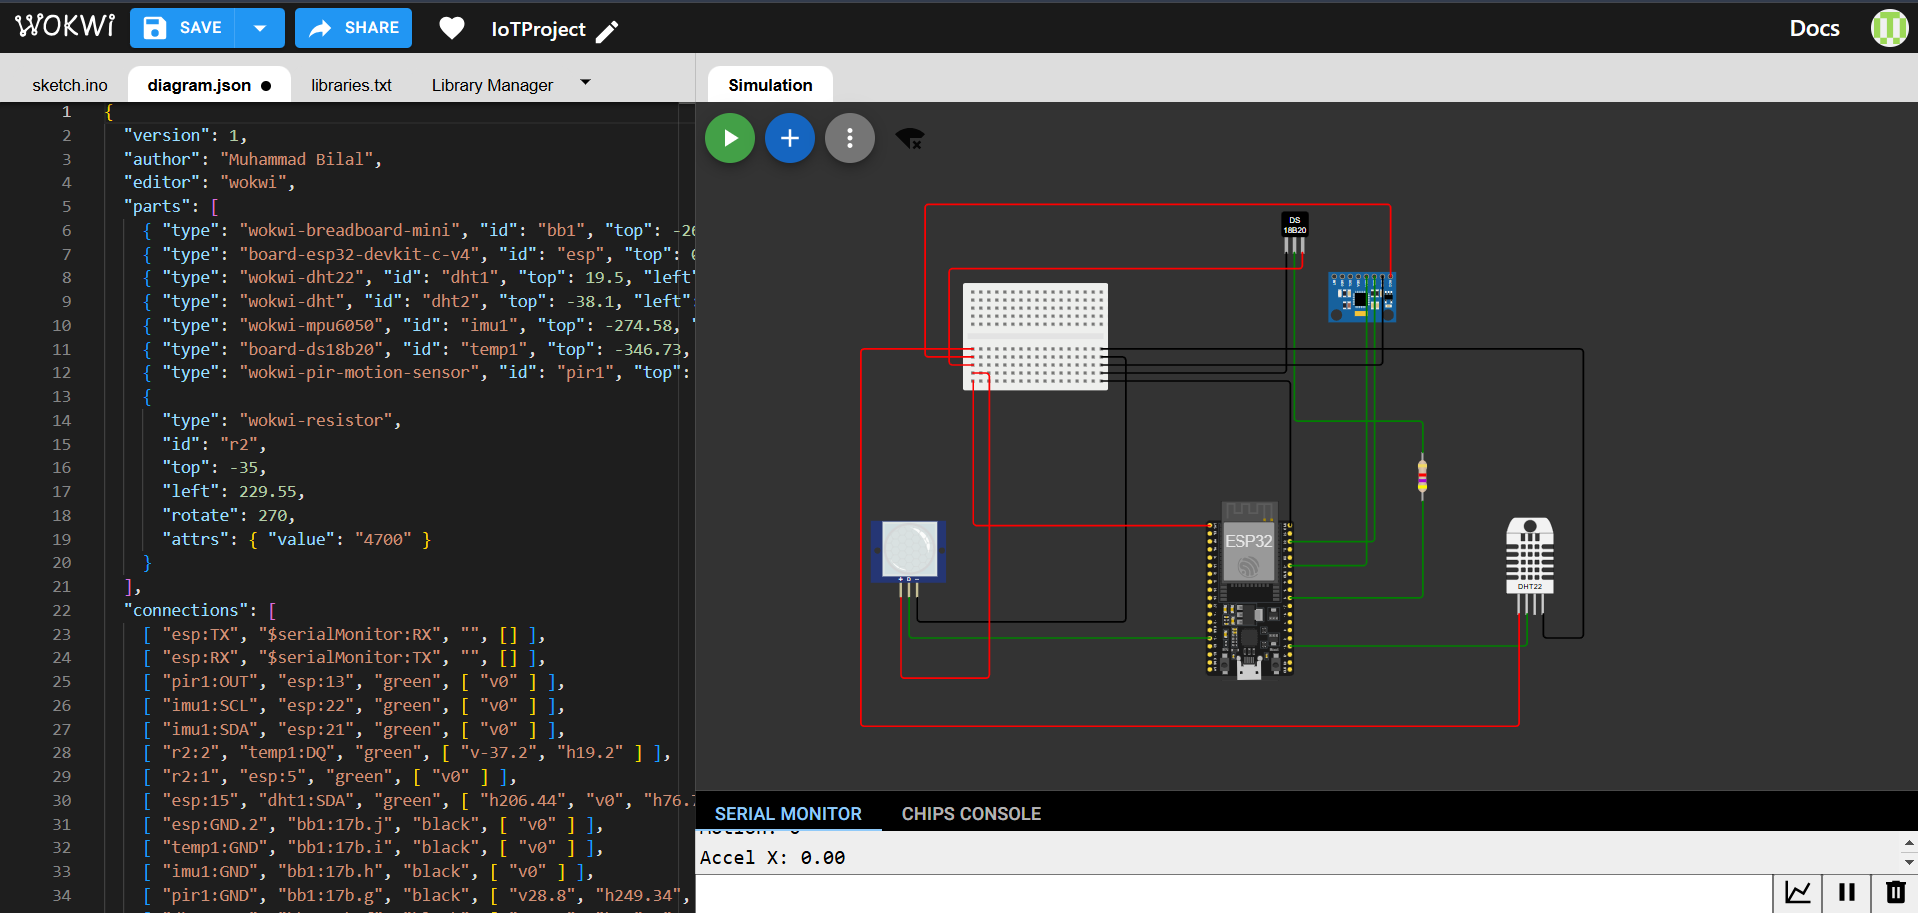 WOKWI SAVE SHARE IoTProject Docs
sketch.ino diagram.json libraries.txt Library Manager
Simulation
1 {
2 "version": 1,
3 "author": "Muhammad Bilal",
4 "editor": "wokwi",
5 "parts": [
6 { "type": "wokwi-breadboard-mini", "id": "bb1", "top": -26
7 { "type": "board-esp32-devkit-c-v4", "id": "esp", "top": 0
8 { "type": "wokwi-dht22", "id": "dht1", "top": 19.5, "left"
9 { "type": "wokwi-dht", "id": "dht2", "top": -38.1, "left":
10 { "type": "wokwi-mpu6050", "id": "imu1", "top": -274.58, "
11 { "type": "board-ds18b20", "id": "temp1", "top": -346.73,
12 { "type": "wokwi-pir-motion-sensor", "id": "pir1", "top":
13 {
14 "type": "wokwi-resistor",
15 "id": "r2",
16 "top": -35,
17 "left": 229.55,
18 "rotate": 270,
19 "attrs": { "value": "4700" }
20 }
21 ],
22 "connections": [
23 [ "esp:TX", "$serialMonitor:RX", "", [] ],
24 [ "esp:RX", "$serialMonitor:TX", "", [] ],
25 [ "pir1:OUT", "esp:13", "green", [ "v0" ] ],
26 [ "imu1:SCL", "esp:22", "green", [ "v0" ] ],
27 [ "imu1:SDA", "esp:21", "green", [ "v0" ] ],
28 [ "r2:2", "temp1:DQ", "green", [ "v-37.2", "h19.2" ] ],
29 [ "r2:1", "esp:5", "green", [ "v0" ] ],
30 [ "esp:15", "dht1:SDA", "green", [ "h206.44", "v0", "h76.
31 [ "esp:GND.2", "bb1:17b.j", "black", [ "v0" ] ],
32 [ "temp1:GND", "bb1:17b.i", "black", [ "v0" ] ],
33 [ "imu1:GND", "bb1:17b.h", "black", [ "v0" ] ],
34 [ "pir1:GND", "bb1:17b.g", "black", [ "v28.8", "h249.34",
DS
18B20
ESP32
+ D -
DHT22
SERIAL MONITOR CHIPS CONSOLE
Accel X: 0.00